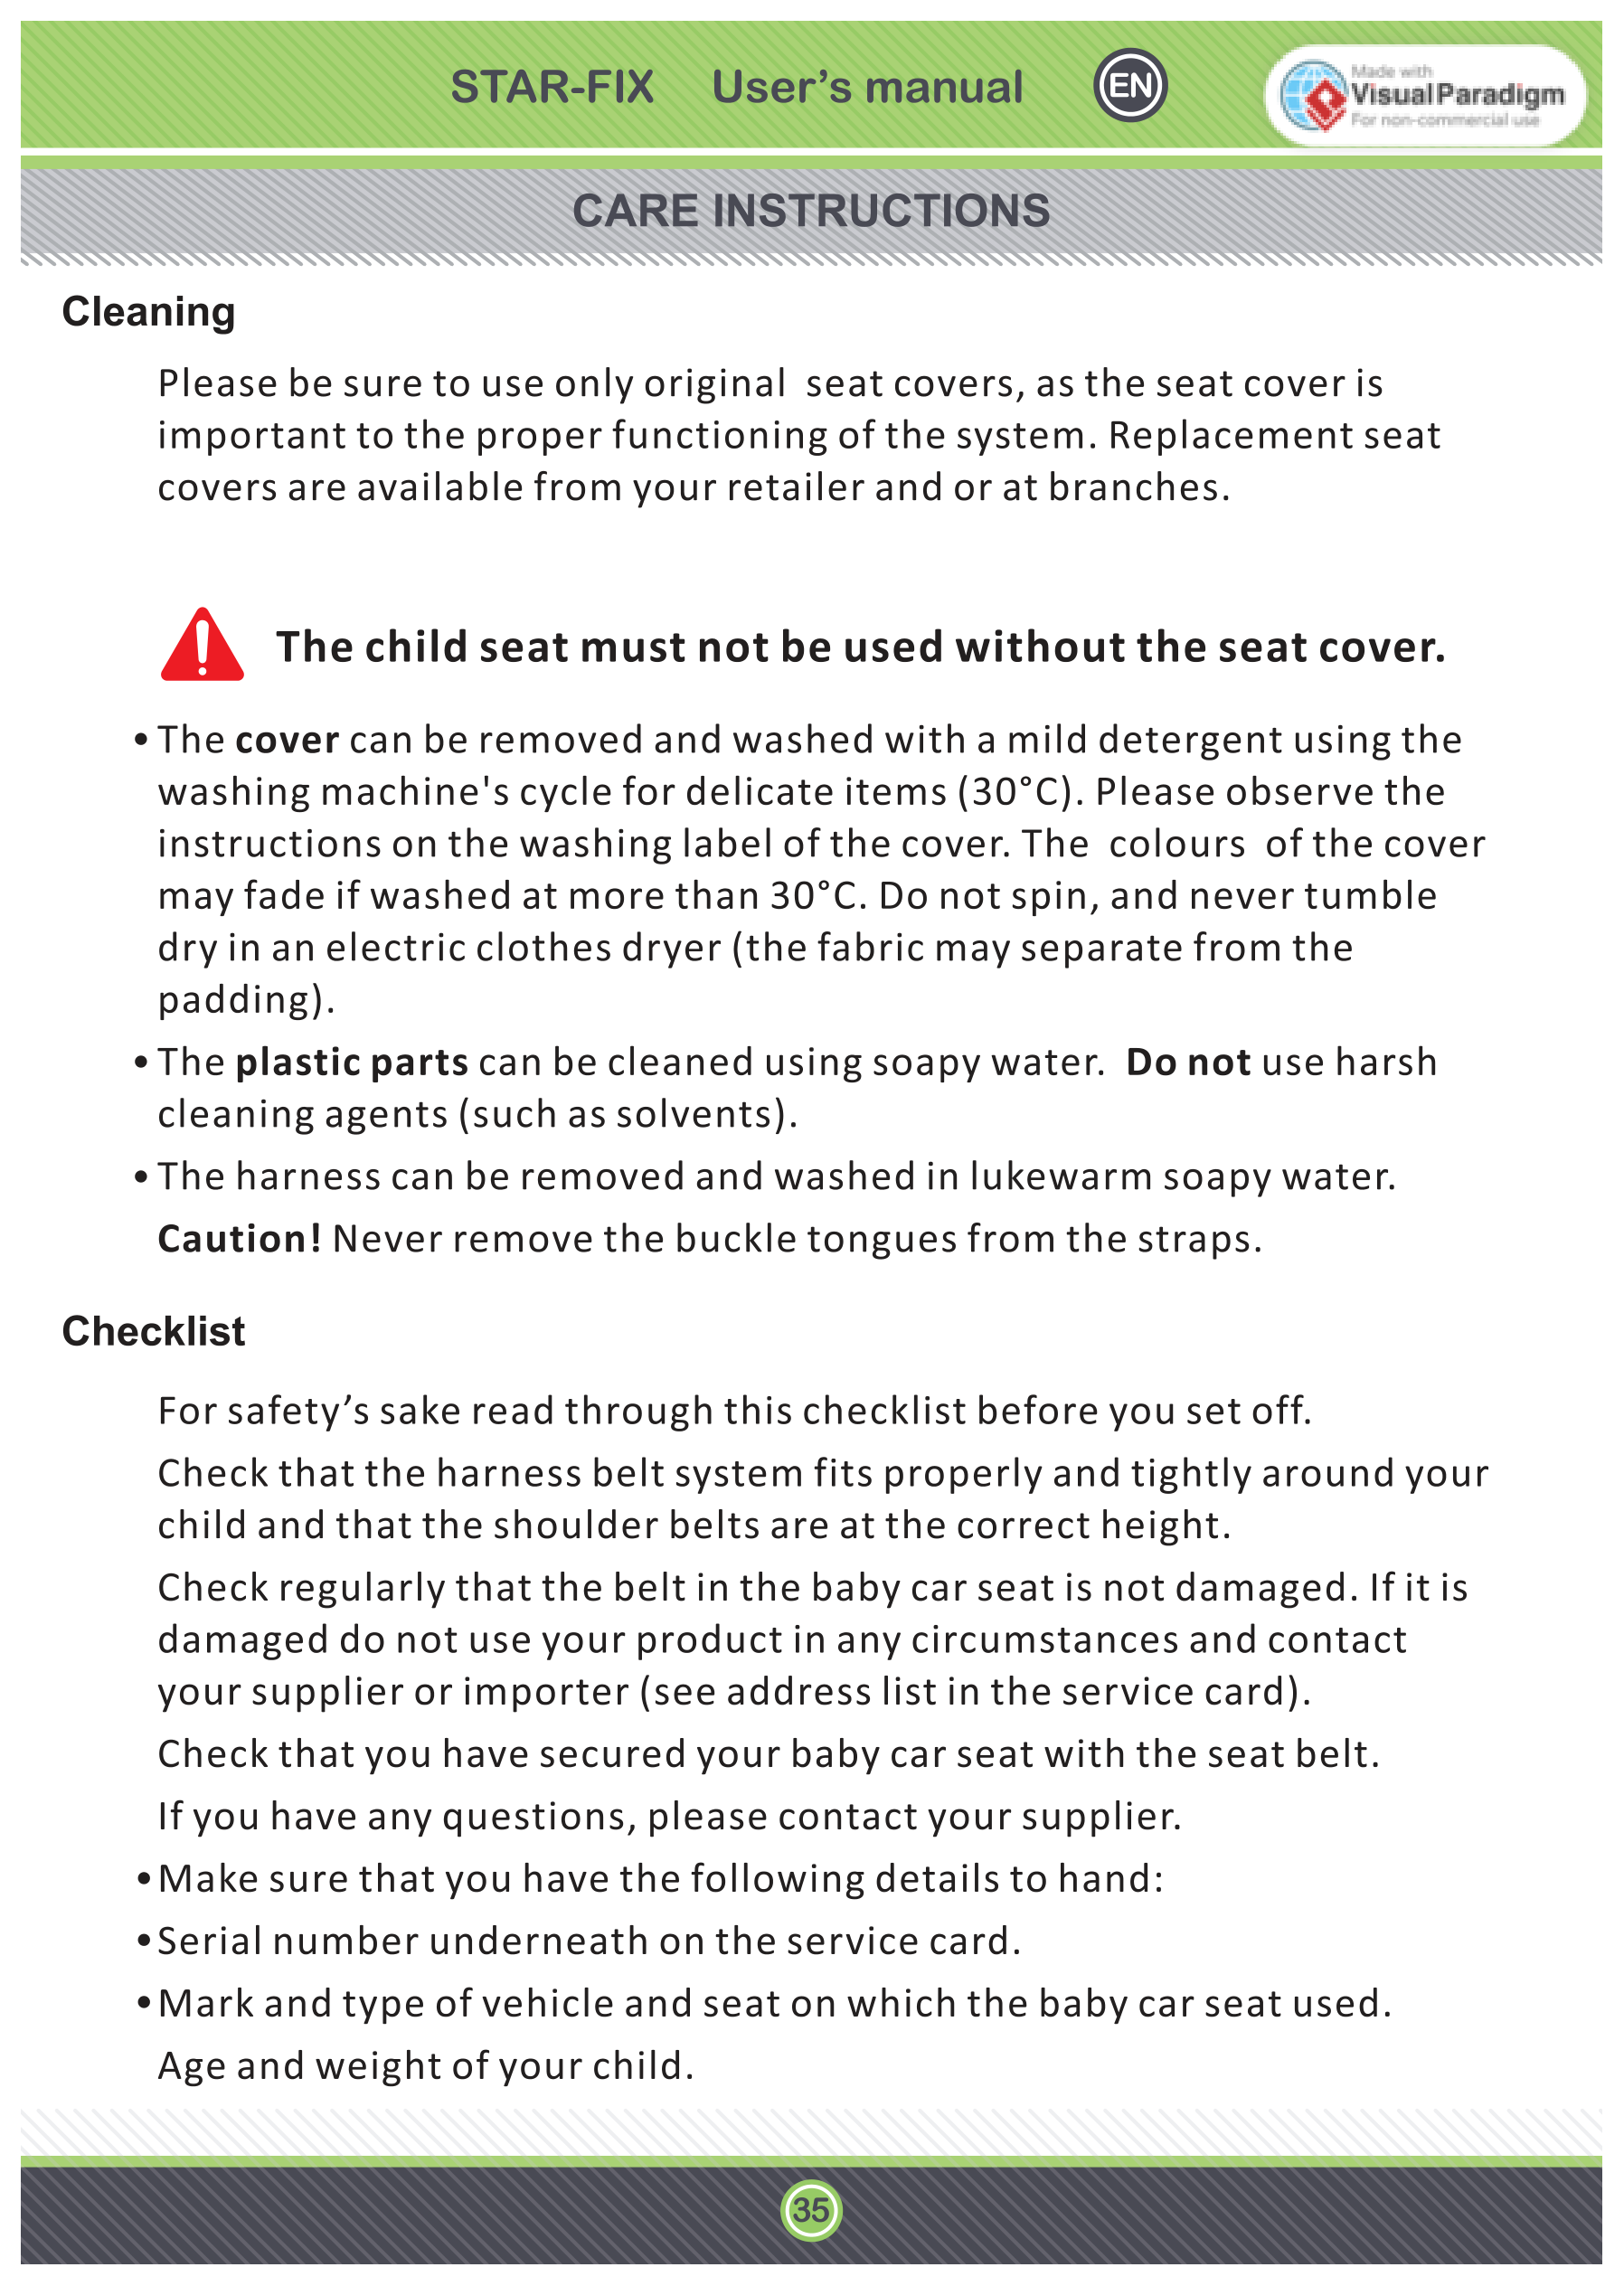 STAR-FIX User’s manual EN
Made with
Visual Paradigm
For non-commercial use
CARE INSTRUCTIONS
Cleaning
Please be sure to use only original seat covers, as the seat cover is
important to the proper functioning of the system. Replacement seat
covers are available from your retailer and or at branches.
The child seat must not be used without the seat cover.
• The cover can be removed and washed with a mild detergent using the
washing machine's cycle for delicate items (30°C). Please observe the
instructions on the washing label of the cover. The colours of the cover
may fade if washed at more than 30°C. Do not spin, and never tumble
dry in an electric clothes dryer (the fabric may separate from the
padding).
• The plastic parts can be cleaned using soapy water. Do not use harsh
cleaning agents (such as solvents).
• The harness can be removed and washed in lukewarm soapy water.
Caution! Never remove the buckle tongues from the straps.
Checklist
For safety’s sake read through this checklist before you set off.
Check that the harness belt system fits properly and tightly around your
child and that the shoulder belts are at the correct height.
Check regularly that the belt in the baby car seat is not damaged. If it is
damaged do not use your product in any circumstances and contact
your supplier or importer (see address list in the service card).
Check that you have secured your baby car seat with the seat belt.
If you have any questions, please contact your supplier.
• Make sure that you have the following details to hand:
• Serial number underneath on the service card.
• Mark and type of vehicle and seat on which the baby car seat used.
Age and weight of your child.
35